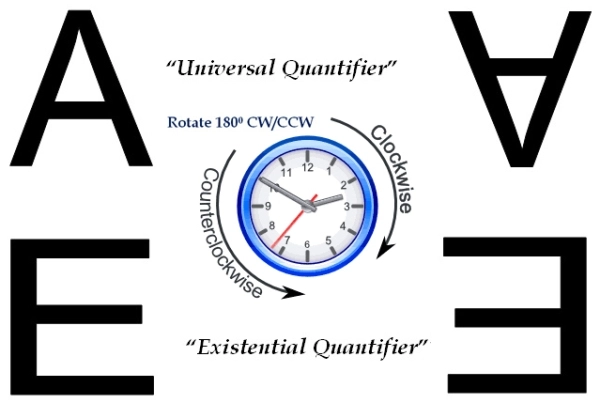 A ∀
“Universal Quantifier”
Rotate 180⁰ CW/CCW
Clockwise
Counterclockwise
12
11 1
10 2
9 3
8 4
7 5
6
E ∃
“Existential Quantifier”